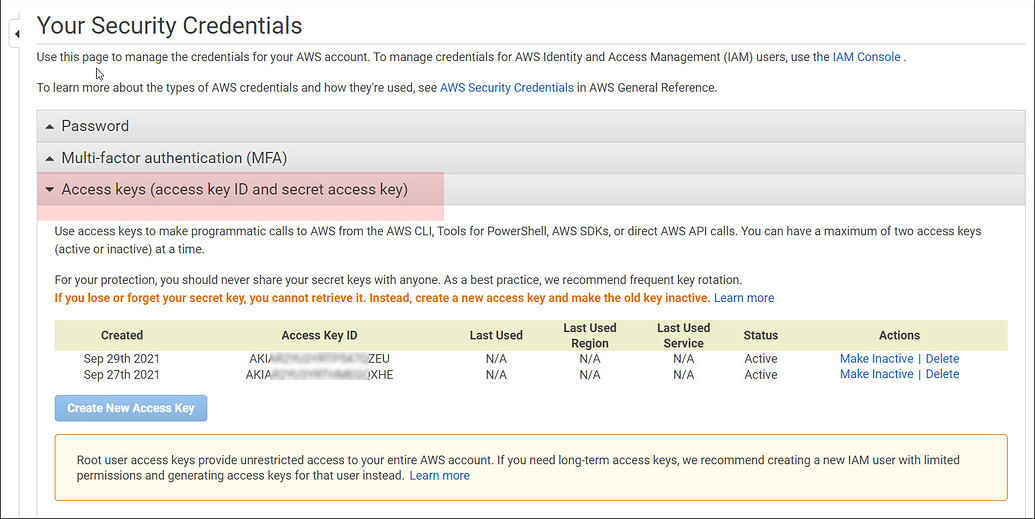 Your Security Credentials
Use this page to manage the credentials for your AWS account. To manage credentials for AWS Identity and Access Management (IAM) users, use the IAM Console .
To learn more about the types of AWS credentials and how they're used, see AWS Security Credentials in AWS General Reference.
Password
Multi-factor authentication (MFA)
Access keys (access key ID and secret access key)
Use access keys to make programmatic calls to AWS from the AWS CLI, Tools for PowerShell, AWS SDKs, or direct AWS API calls. You can have a maximum of two access keys
(active or inactive) at a time.
For your protection, you should never share your secret keys with anyone. As a best practice, we recommend frequent key rotation.
If you lose or forget your secret key, you cannot retrieve it. Instead, create a new access key and make the old key inactive. Learn more
Created Access Key ID Last Used Last Used Region Last Used Service Status Actions
Sep 29th 2021 AKI ZEU N/A N/A N/A Active Make Inactive | Delete
Sep 27th 2021 AKIA QXHE N/A N/A N/A Active Make Inactive | Delete
Create New Access Key
Root user access keys provide unrestricted access to your entire AWS account. If you need long-term access keys, we recommend creating a new IAM user with limited
permissions and generating access keys for that user instead. Learn more